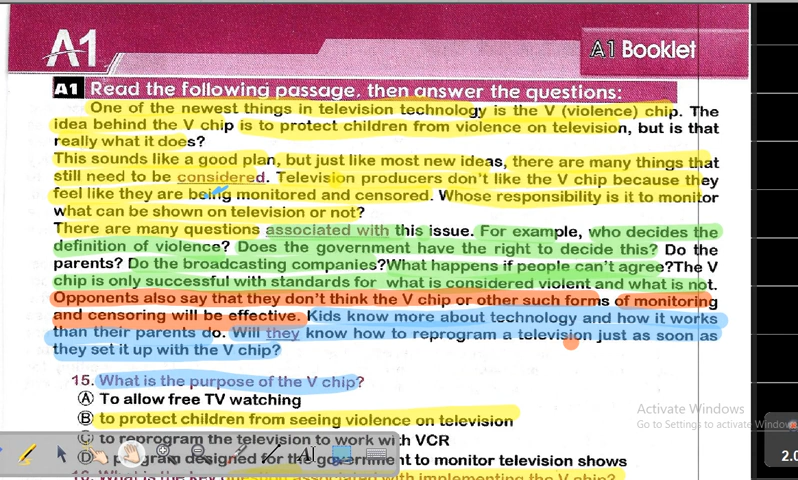 A1
A1 Booklet
A1 Read the following passage, then answer the questions:
One of the newest things in television technology is the V (violence) chip. The
idea behind the V chip is to protect children from violence on television, but is that
really what it does?
This sounds like a good plan, but just like most new ideas, there are many things that
still need to be considered. Television producers don't like the V chip because they
feel like they are being monitored and censored. Whose responsibility is it to monitor
what can be shown on television or not?
There are many questions associated with this issue. For example, who decides the
definition of violence? Does the government have the right to decide this? Do the
parents? Do the broadcasting companies?What happens if people can't agree?The V
chip is only successful with standards for what is considered violent and what is not.
Opponents also say that they don't think the V chip or other such forms of monitoring
and censoring will be effective. Kids know more about technology and how it works
than their parents do. Will they know how to reprogram a television just as soon as
they set it up with the V chip?
15. What is the purpose of the V chip?
A To allow free TV watching
B to protect children from seeing violence on television
C to reprogram the television to work with VCR
D program designed for the government to monitor television shows
question associated with implementing the V chip?
Activate Windows
Go to Settings to activate Windows
2.0